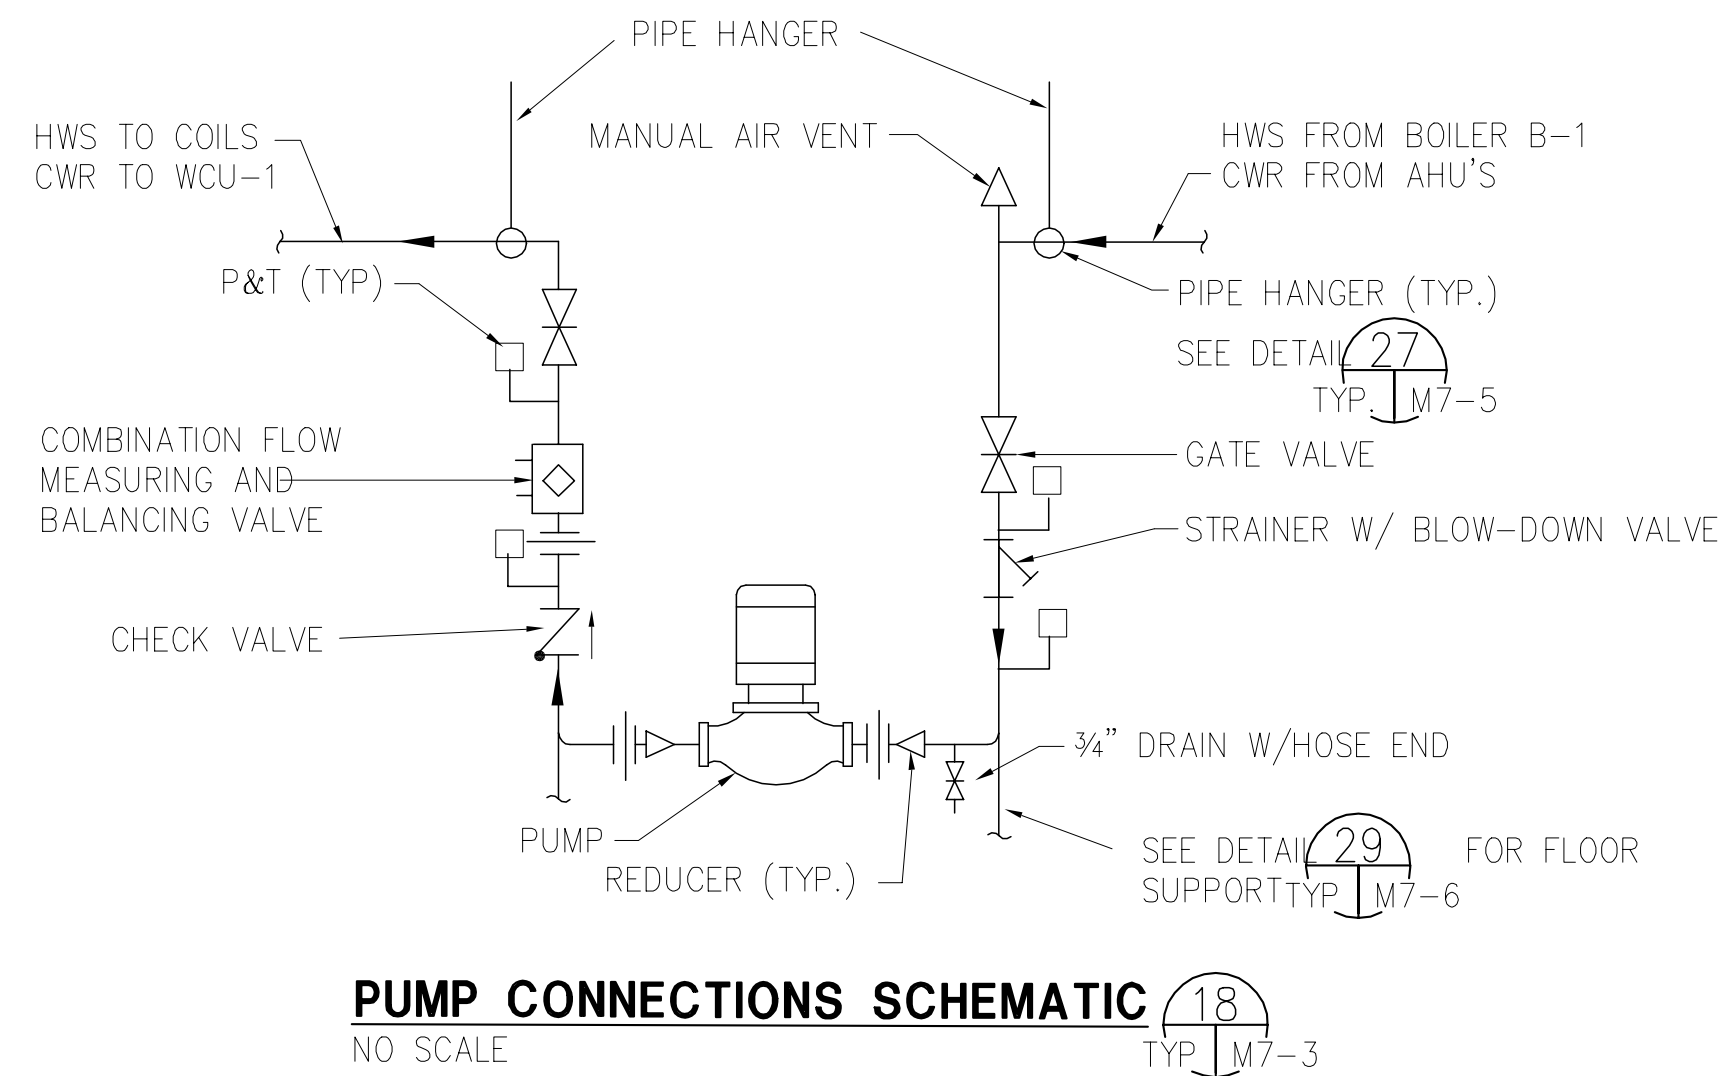 PIPE HANGER
HWS TO COILS
CWR TO WCU-1
MANUAL AIR VENT
HWS FROM BOILER B-1
CWR FROM AHU'S
P&T (TYP)
PIPE HANGER (TYP.)
SEE DETAIL 27
TYP. M7-5
COMBINATION FLOW
MEASURING AND
BALANCING VALVE
GATE VALVE
STRAINER W/ BLOW-DOWN VALVE
CHECK VALVE
¾" DRAIN W/HOSE END
PUMP
REDUCER (TYP.)
SEE DETAIL 29 FOR FLOOR
SUPPORT TYP M7-6
PUMP CONNECTIONS SCHEMATIC 18
NO SCALE
TYP M7-3